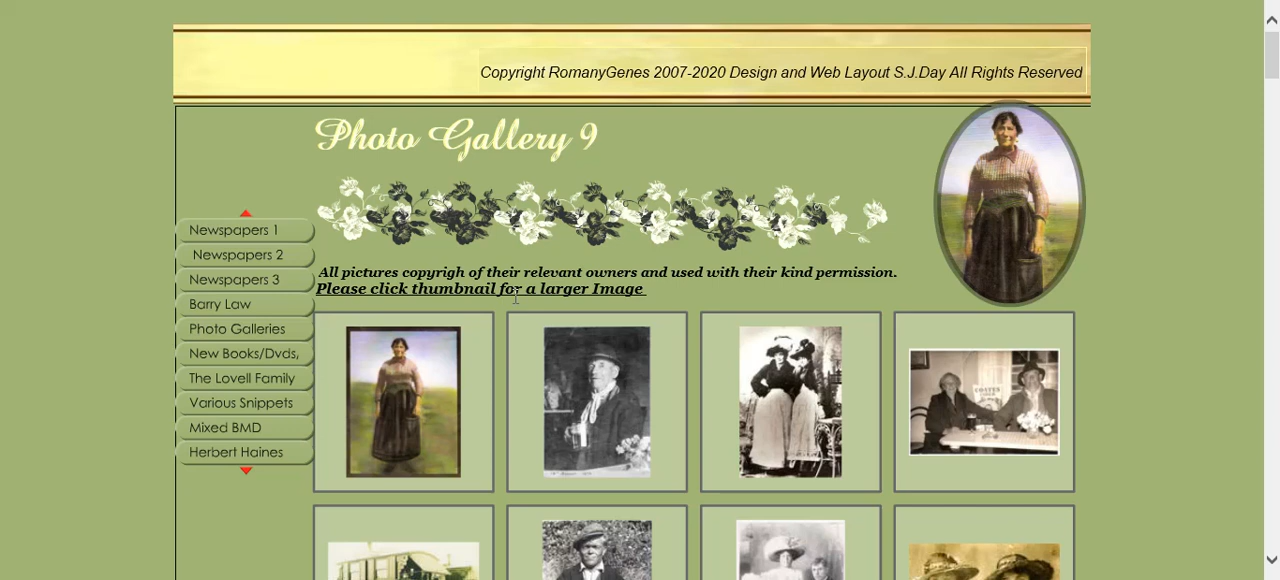 Copyright RomanyGenes 2007-2020 Design and Web Layout S.J.Day All Rights Reserved
Photo Gallery 9
Newspapers 1
Newspapers 2
Newspapers 3
Barry Law
Photo Galleries
New Books/Dvds,
The Lovell Family
Various Snippets
Mixed BMD
Herbert Haines
All pictures copyrigh of their relevant owners and used with their kind permission.
Please click thumbnail for a larger Image
COATES